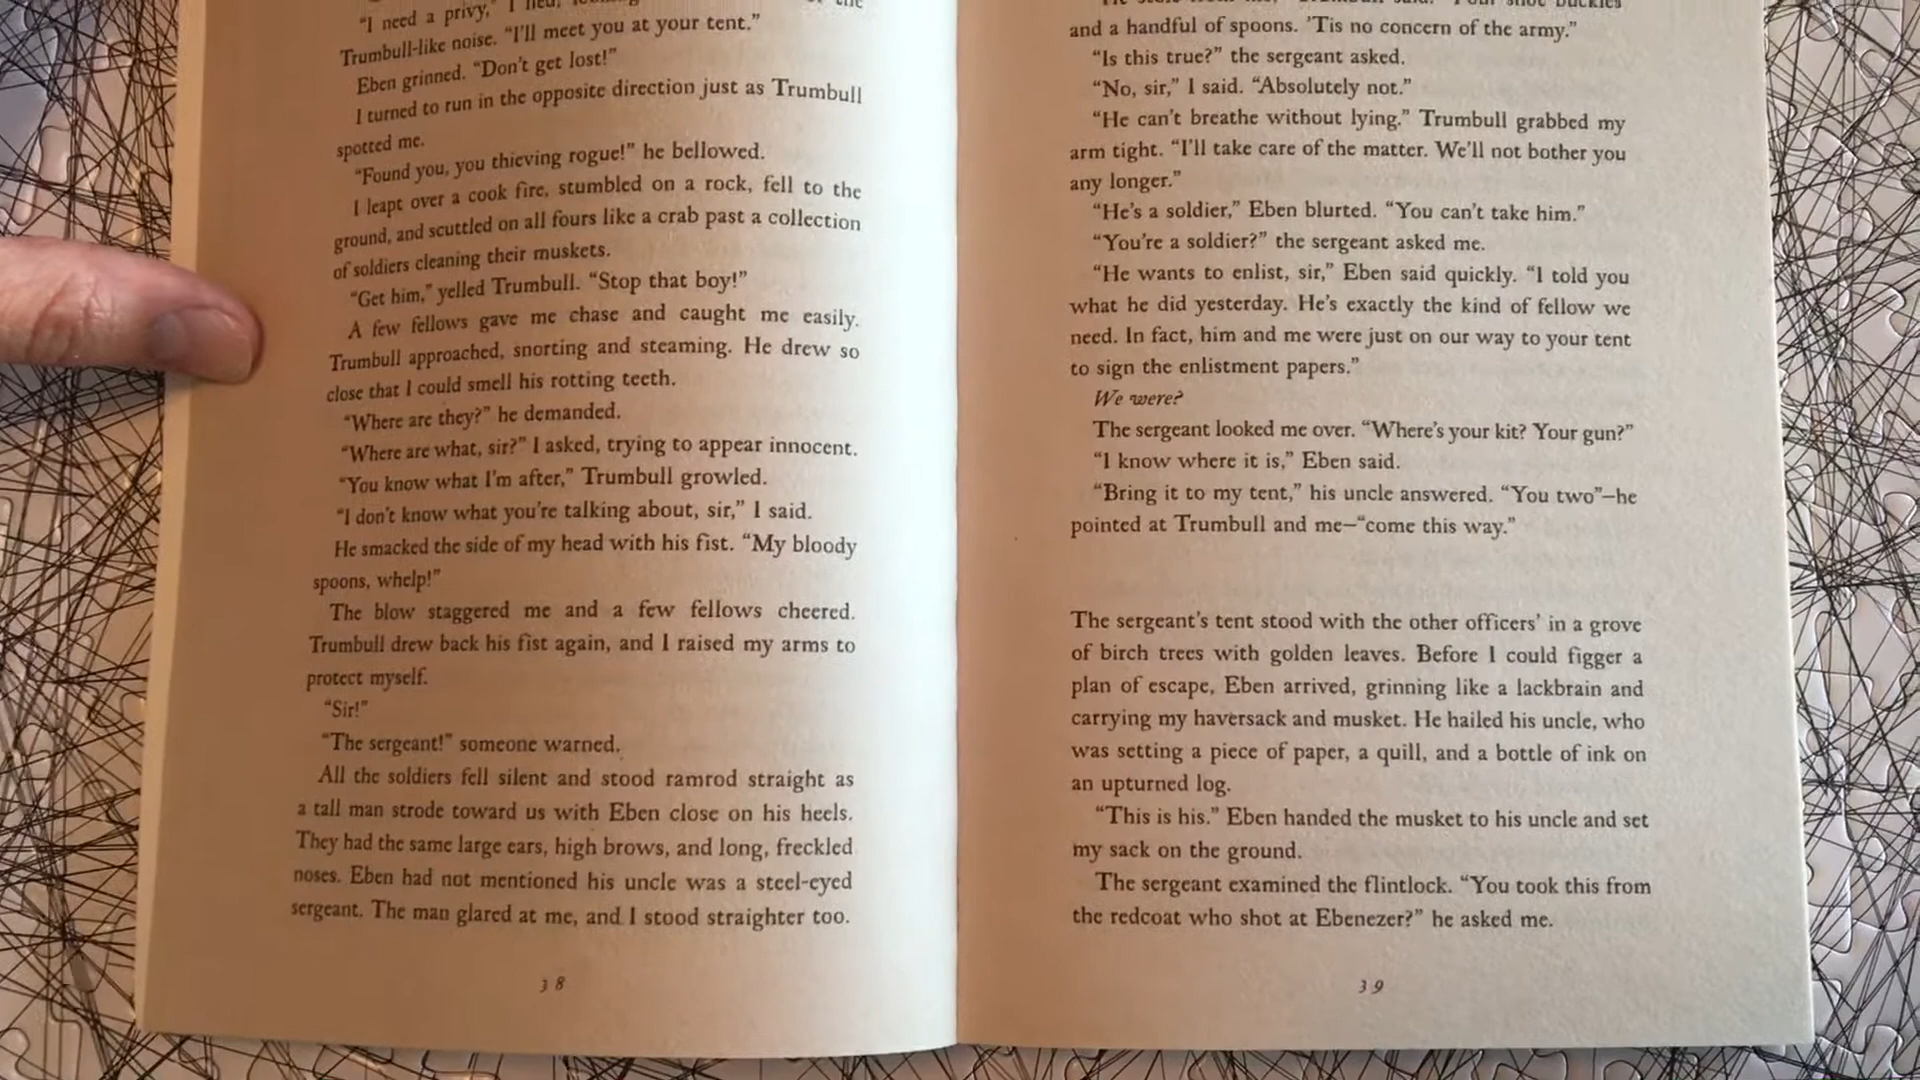 "I need a privy," I
Trumbull-like noise. "I'll meet you at your tent."
Eben grinned. "Don't get lost!"
I turned to run in the opposite direction just as Trumbull
spotted me.
"Found you, you thieving rogue!" he bellowed.
I leapt over a cook fire, stumbled on a rock, fell to the
ground, and scuttled on all fours like a crab past a collection
of soldiers cleaning their muskets.
"Get him," yelled Trumbull. "Stop that boy!"
A few fellows gave me chase and caught me easily.
Trumbull approached, snorting and steaming. He drew so
close that I could smell his rotting teeth.
"Where are they?" he demanded.
"Where are what, sir?" I asked, trying to appear innocent.
"You know what I'm after," Trumbull growled.
"I don't know what you're talking about, sir," I said.
He smacked the side of my head with his fist. "My bloody
spoons, whelp!"
The blow staggered me and a few fellows cheered.
Trumbull drew back his fist again, and I raised my arms to
protect myself.
"Sir!"
"The sergeant!" someone warned.
All the soldiers fell silent and stood ramrod straight as
a tall man strode toward us with Eben close on his heels.
They had the same large ears, high brows, and long, freckled
noses. Eben had not mentioned his uncle was a steel-eyed
sergeant. The man glared at me, and I stood straighter too.
38
and a handful of spoons. 'Tis no concern of the army."
"Is this true?" the sergeant asked.
"No, sir," I said. "Absolutely not."
"He can't breathe without lying." Trumbull grabbed my
arm tight. "I'll take care of the matter. We'll not bother you
any longer."
"He's a soldier," Eben blurted. "You can't take him."
"You're a soldier?" the sergeant asked me.
"He wants to enlist, sir," Eben said quickly. "I told you
what he did yesterday. He's exactly the kind of fellow we
need. In fact, him and me were just on our way to your tent
to sign the enlistment papers."
We were?
The sergeant looked me over. "Where's your kit? Your gun?"
"I know where it is," Eben said.
"Bring it to my tent," his uncle answered. "You two"—he
pointed at Trumbull and me—"come this way."
The sergeant's tent stood with the other officers' in a grove
of birch trees with golden leaves. Before I could figger a
plan of escape, Eben arrived, grinning like a lackbrain and
carrying my haversack and musket. He hailed his uncle, who
was setting a piece of paper, a quill, and a bottle of ink on
an upturned log.
"This is his." Eben handed the musket to his uncle and set
my sack on the ground.
The sergeant examined the flintlock. "You took this from
the redcoat who shot at Ebenezer?" he asked me.
39